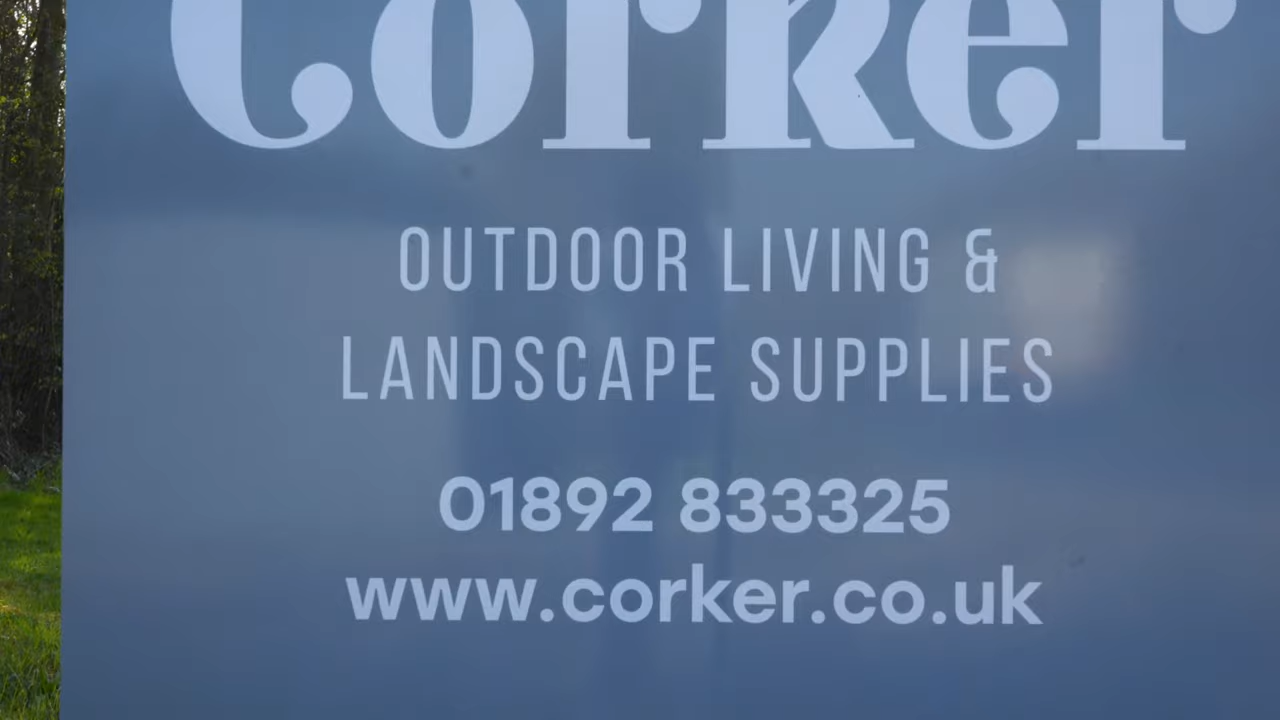 Corker
OUTDOOR LIVING &
LANDSCAPE SUPPLIES
01892 833325
www.corker.co.uk